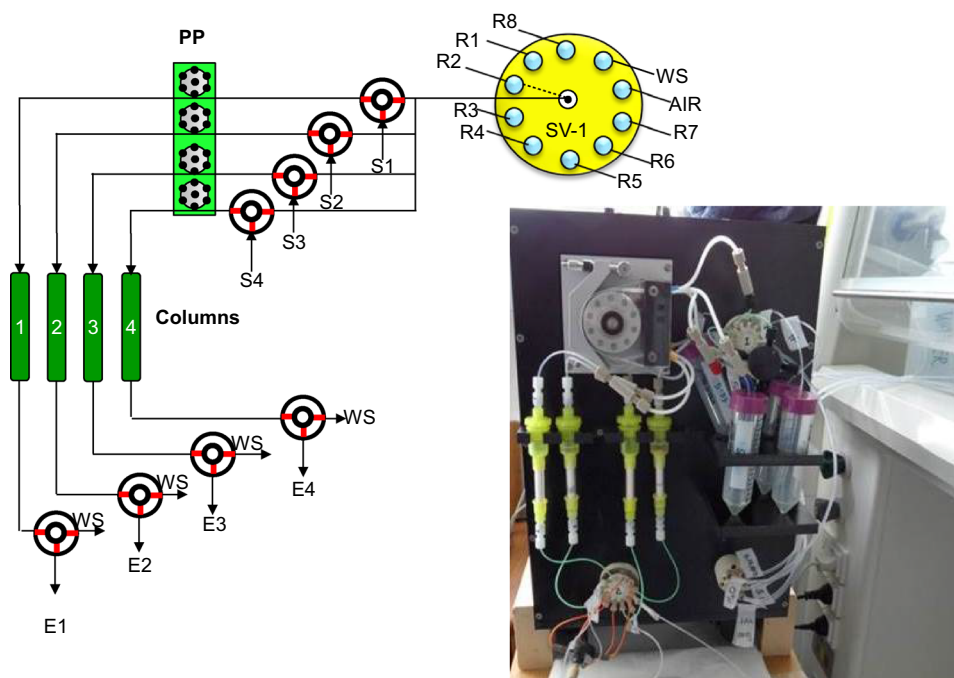 PP
R8
R1
R2
WS
AIR
R3
SV-1
R7
R4
R6
R5
S1
S2
S3
S4
1
2
3
4
Columns
WS
WS
WS
WS
E4
E3
E2
E1